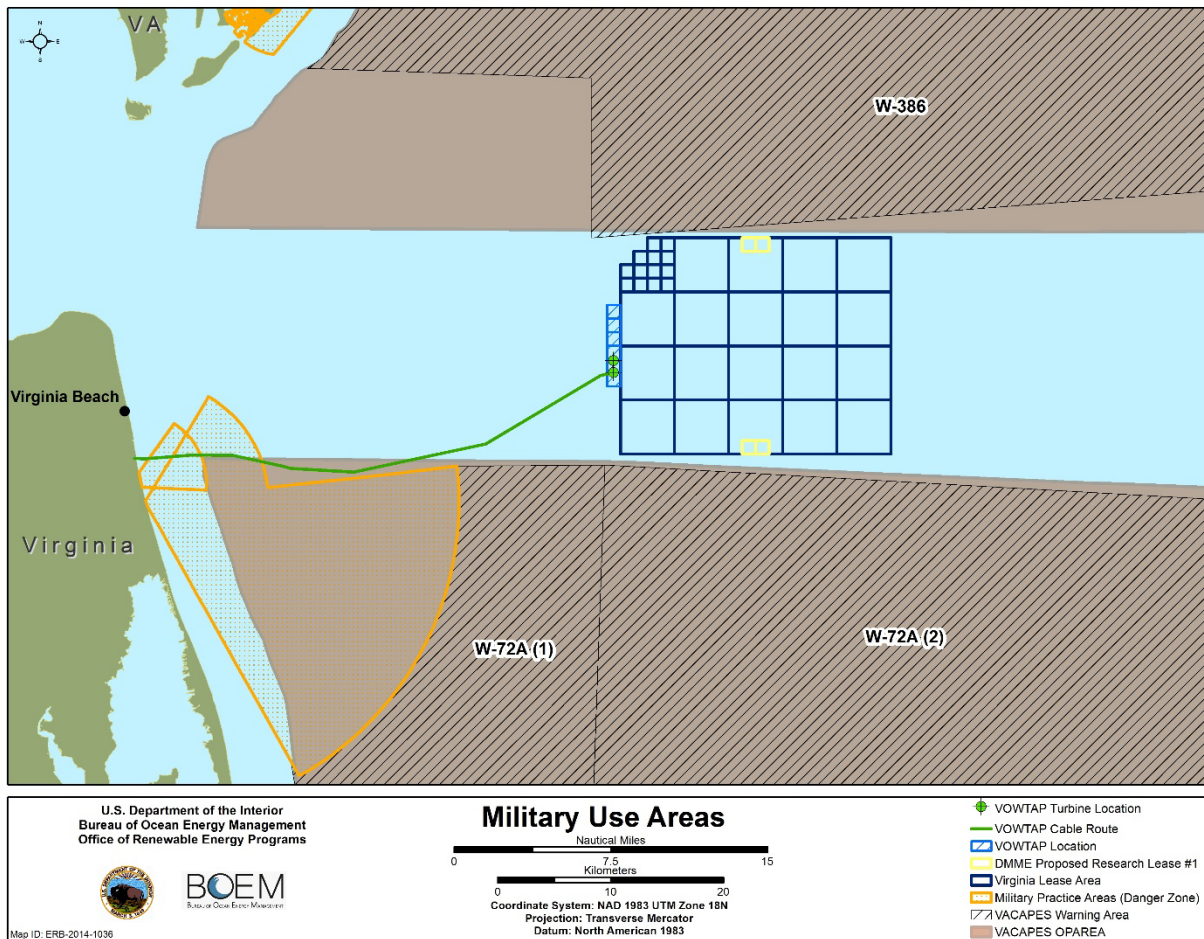 VA
N
W
E
S
W-386
Virginia Beach
Virginia
W-72A (1)
W-72A (2)
U.S. Department of the Interior
Bureau of Ocean Energy Management
Office of Renewable Energy Programs
BOEM
BUREAU OF OCEAN ENERGY MANAGEMENT
Map ID: ERB-2014-1036
Military Use Areas
Nautical Miles
0 7.5 15
Kilometers
0 10 20
Coordinate System: NAD 1983 UTM Zone 18N
Projection: Transverse Mercator
Datum: North American 1983
VOWTAP Turbine Location
VOWTAP Cable Route
VOWTAP Location
DMME Proposed Research Lease #1
Virginia Lease Area
Military Practice Areas (Danger Zone)
VACAPES Warning Area
VACAPES OPAREA